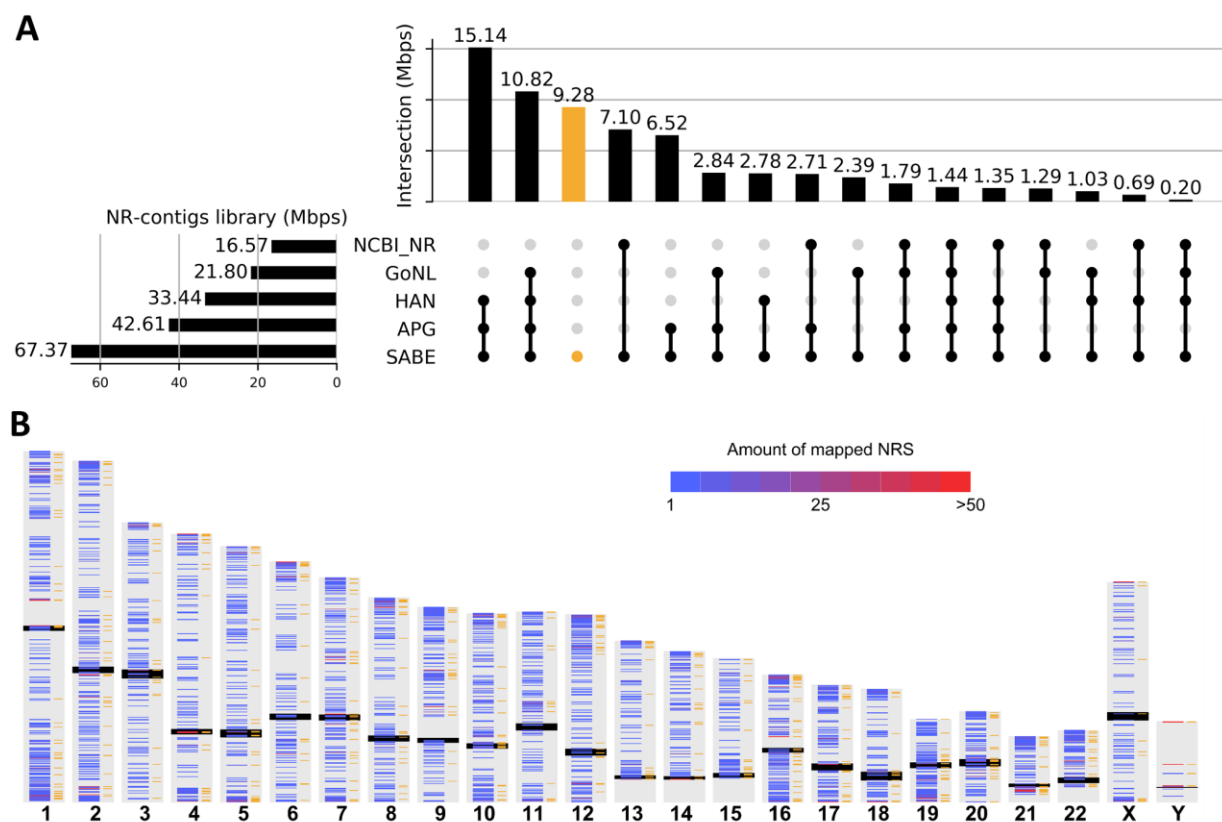 A
Intersection (Mbps)
15.14
10.82
9.28
7.10
6.52
2.84
2.78
2.71
2.39
1.79
1.44
1.35
1.29
1.03
0.69
0.20
NR-contigs library (Mbps)
16.57
NCBI_NR
21.80
GoNL
33.44
HAN
42.61
APG
67.37
SABE
60 40 20 0
B
Amount of mapped NRS
1 25 >50
1 2 3 4 5 6 7 8 9 10 11 12 13 14 15 16 17 18 19 20 21 22 X Y